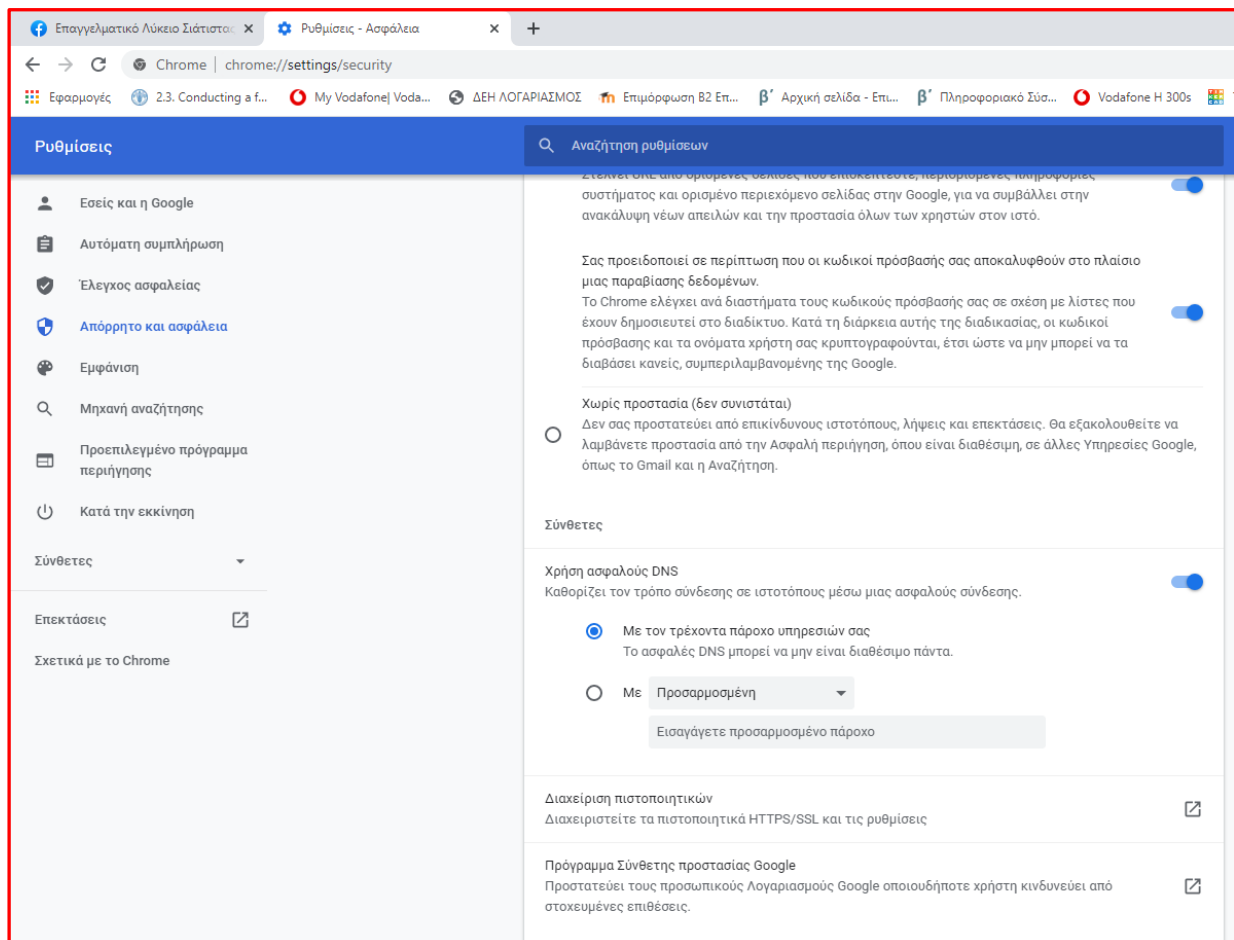 Επαγγελματικό Λύκειο Σιάτιστας
Ρυθμίσεις - Ασφάλεια
Chrome | chrome://settings/security
Εφαρμογές 2.3. Conducting a f... My Vodafone| Voda... ΔΕΗ ΛΟΓΑΡΙΑΣΜΟΣ Επιμόρφωση Β2 Επ... Αρχική σελίδα - Επι... Πληροφοριακό Σύσ... Vodafone H 300s
Ρυθμίσεις
Αναζήτηση ρυθμίσεων
Εσείς και η Google
Αυτόματη συμπλήρωση
Έλεγχος ασφαλείας
Απόρρητο και ασφάλεια
Εμφάνιση
Μηχανή αναζήτησης
Προεπιλεγμένο πρόγραμμα
περιήγησης
Κατά την εκκίνηση
Σύνθετες
Επεκτάσεις
Σχετικά με το Chrome
Στέλνει URL από ορισμένες σελίδες που επισκέπτεστε, περιορισμένες πληροφορίες
συστήματος και ορισμένο περιεχόμενο σελίδας στην Google, για να συμβάλλει στην
ανακάλυψη νέων απειλών και την προστασία όλων των χρηστών στον ιστό.
Σας προειδοποιεί σε περίπτωση που οι κωδικοί πρόσβασής σας αποκαλυφθούν στο πλαίσιο
μιας παραβίασης δεδομένων.
Το Chrome ελέγχει ανά διαστήματα τους κωδικούς πρόσβασής σας σε σχέση με λίστες που
έχουν δημοσιευτεί στο διαδίκτυο. Κατά τη διάρκεια αυτής της διαδικασίας, οι κωδικοί
πρόσβασης και τα ονόματα χρήστη σας κρυπτογραφούνται, έτσι ώστε να μην μπορεί να τα
διαβάσει κανείς, συμπεριλαμβανομένης της Google.
Χωρίς προστασία (δεν συνιστάται)
Δεν σας προστατεύει από επικίνδυνους ιστοτόπους, λήψεις και επεκτάσεις. Θα εξακολουθείτε να
λαμβάνετε προστασία από την Ασφαλή περιήγηση, όπου είναι διαθέσιμη, σε άλλες Υπηρεσίες Google,
όπως το Gmail και η Αναζήτηση.
Σύνθετες
Χρήση ασφαλούς DNS
Καθορίζει τον τρόπο σύνδεσης σε ιστοτόπους μέσω μιας ασφαλούς σύνδεσης.
Με τον τρέχοντα πάροχο υπηρεσιών σας
Το ασφαλές DNS μπορεί να μην είναι διαθέσιμο πάντα.
Με Προσαρμοσμένη
Εισαγάγετε προσαρμοσμένο πάροχο
Διαχείριση πιστοποιητικών
Διαχειριστείτε τα πιστοποιητικά HTTPS/SSL και τις ρυθμίσεις
Πρόγραμμα Σύνθετης προστασίας Google
Προστατεύει τους προσωπικούς Λογαριασμούς Google οποιουδήποτε χρήστη κινδυνεύει από
στοχευμένες επιθέσεις.